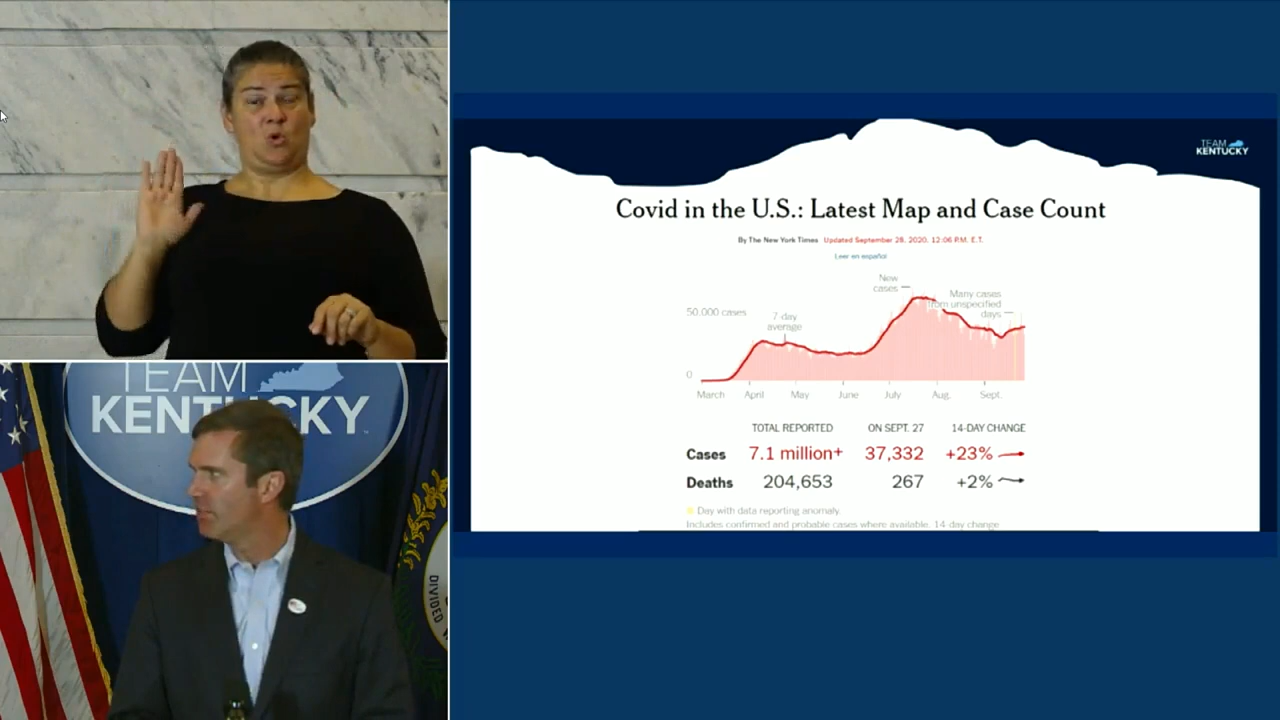 TEAM
KENTUCKY
DIVIDED
TEAM
KENTUCKY
Covid in the U.S.: Latest Map and Case Count
By The New York Times Updated September 28, 2020, 12:06 P.M. E.T.
Leer en español
New
cases
Many cases
from unspecified
days
50,000 cases
7-day
average
0
March April May June July Aug. Sept.
TOTAL REPORTED ON SEPT. 27 14-DAY CHANGE
Cases 7.1 million+ 37,332 +23%
Deaths 204,653 267 +2%
Day with data reporting anomaly.
Includes confirmed and probable cases where available. 14-day change